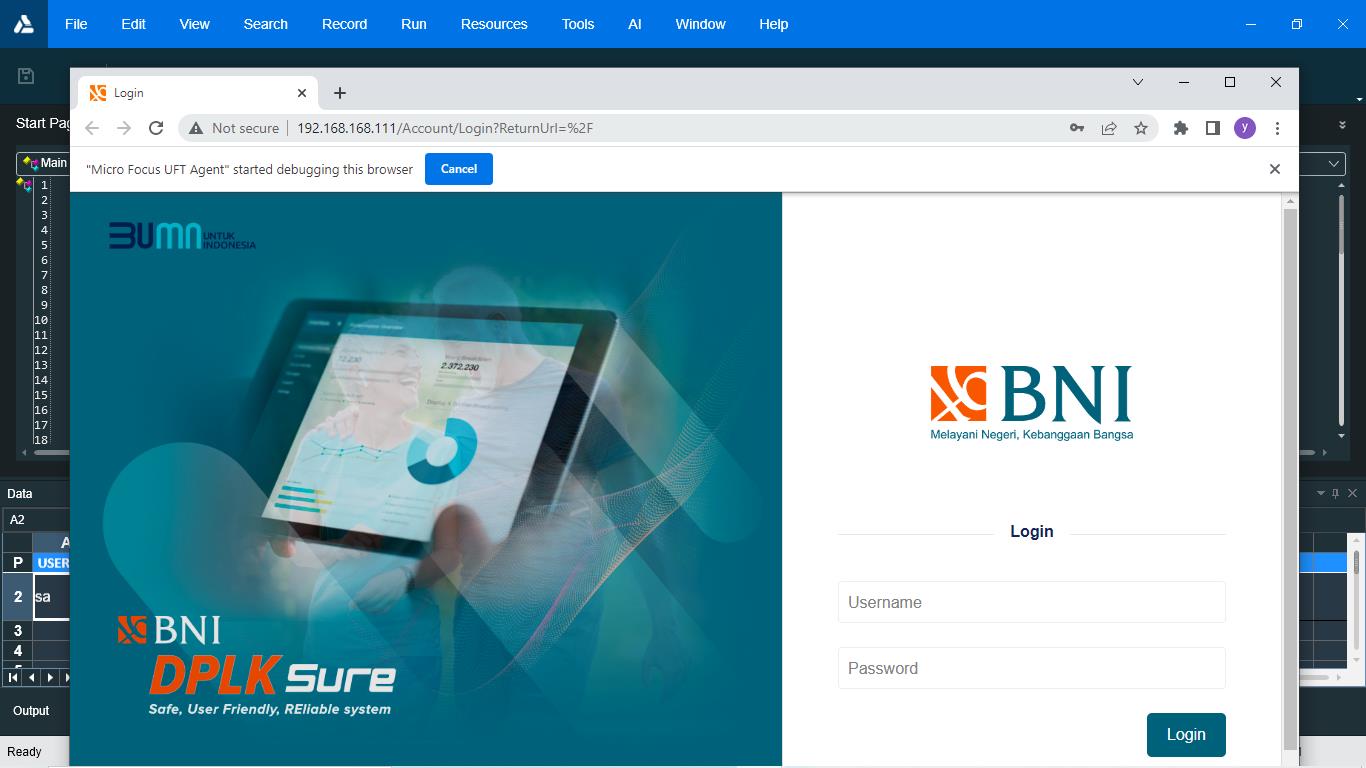 File Edit View Search Record Run Resources Tools AI Window Help
Login
Not secure 192.168.168.111/Account/Login?ReturnUrl=%2F
y
Start Pag
"Micro Focus UFT Agent" started debugging this browser Cancel
Main
1
2
3
4
5
6
7
8
9
10
11
12
13
14
15
16
17
18
BUMN UNTUK INDONESIA
72.230
2.372.230
BNI
DPLK Sure
Safe, User Friendly, REliable system
BNI
Melayani Negeri, Kebanggaan Bangsa
Login
Username
Password
Login
Data
A2
A
P USER
2 sa
3
4
Output
Ready